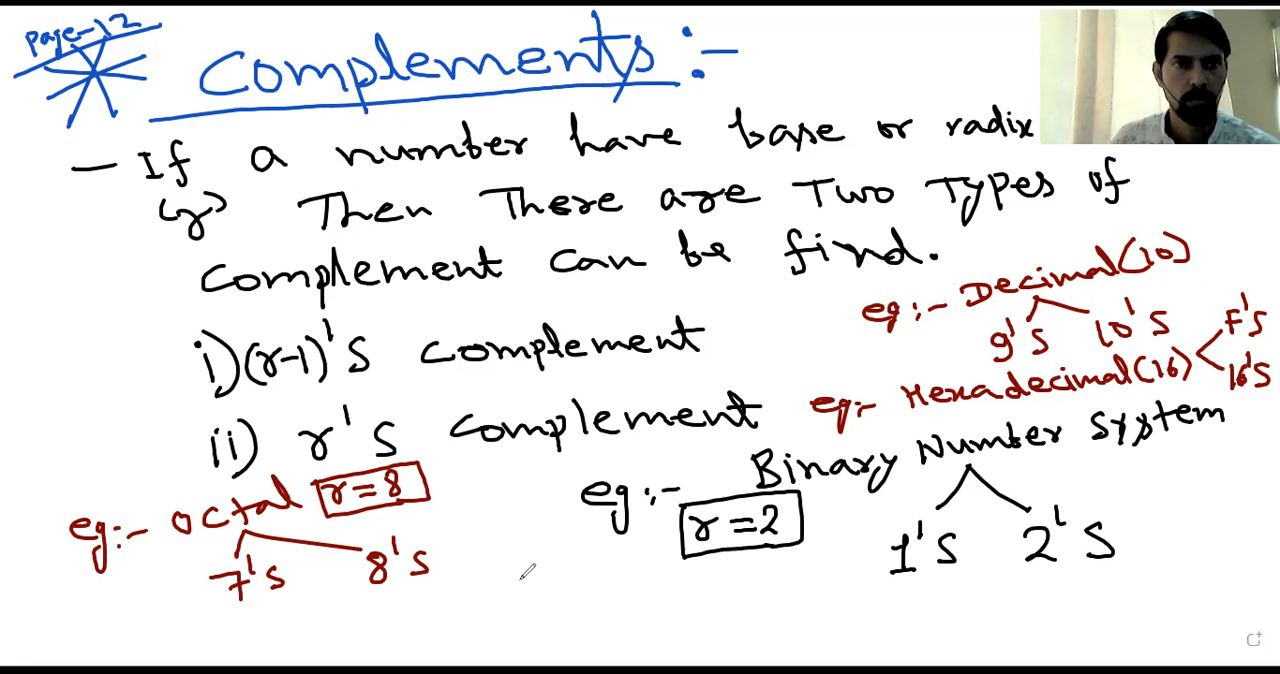 page-12
Complements:-
- If a number have base or radix
(r) Then There are Two Types of
complement can be find.
i) (r-1)'s complement
ii) r's complement
eg:- Decimal(10)
9's 10's
eg:- Hexadecimal(16)
F's
16's
eg:- Binary Number System
r=2
1's 2's
eg:- Octal r=8
7's 8's